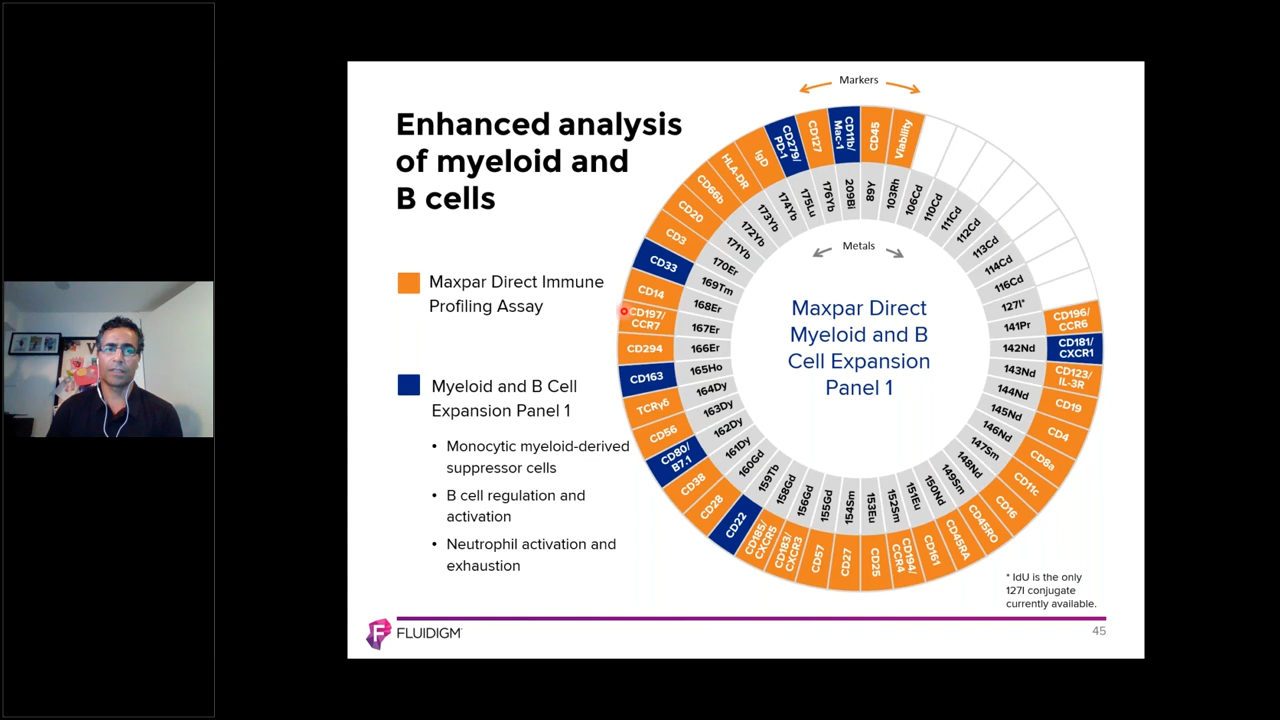 Enhanced analysis
of myeloid and
B cells
Maxpar Direct Immune
Profiling Assay
Myeloid and B Cell
Expansion Panel 1
• Monocytic myeloid-derived
suppressor cells
• B cell regulation and
activation
• Neutrophil activation and
exhaustion
Markers
Metals
Maxpar Direct
Myeloid and B
Cell Expansion
Panel 1
CD45
Viability
CD196/
CCR6
CD181/
CXCR1
CD123/
IL-3R
CD19
CD4
CD8a
CD11c
CD16
CD45RO
CD45RA
CD161
CD194/
CCR4
CD25
CD27
CD57
CD183/
CXCR3
CD185/
CXCR5
CD22
CD28
CD38
CD80/
B7.1
CD56
TCRγδ
CD163
CD294
CD197/
CCR7
CD14
CD33
CD3
CD20
CD66b
HLA-DR
IgD
CD279/
PD-1
CD127
CD11b/
Mac-1
89Y
103Rh
106Cd
110Cd
111Cd
112Cd
113Cd
114Cd
116Cd
127I*
141Pr
142Nd
143Nd
144Nd
145Nd
146Nd
147Sm
148Nd
149Sm
150Nd
151Eu
152Sm
153Eu
154Sm
155Gd
156Gd
158Gd
159Tb
160Gd
161Dy
162Dy
163Dy
164Dy
165Ho
166Er
167Er
168Er
169Tm
170Er
171Yb
172Yb
173Yb
174Yb
175Lu
176Yb
209Bi
* IdU is the only
127I conjugate
currently available.
F FLUIDIGM
45